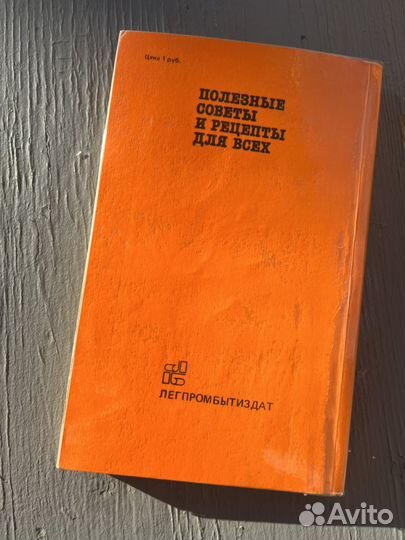 Цена 1 руб.
ПОЛЕЗНЫЕ
СОВЕТЫ
И РЕЦЕПТЫ
ДЛЯ ВСЕХ
ЛЕГПРОМБЫТИЗДАТ
Avito